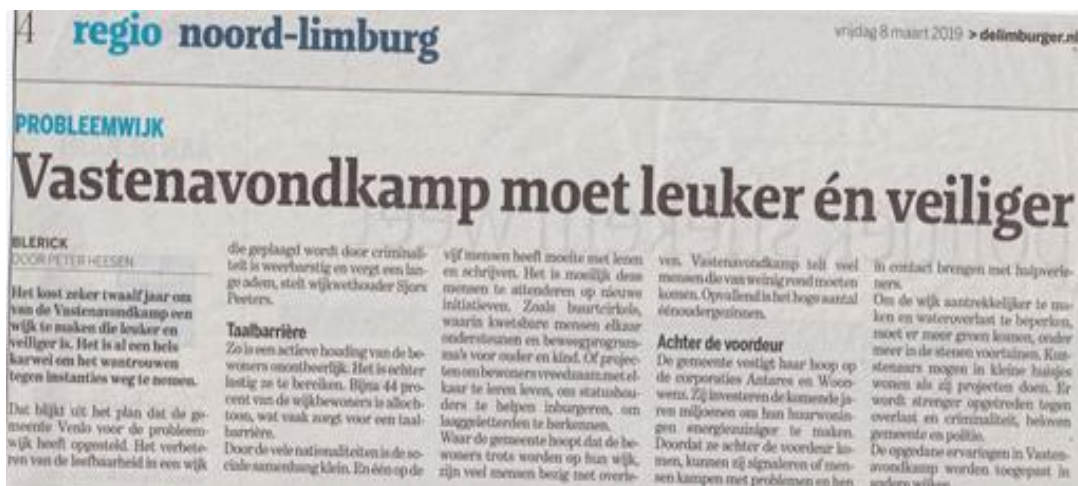 4 regio noord-limburg
vrijdag 8 maart 2019 > delimburger.nl
PROBLEEMWIJK
Vastenavondkamp moet leuker én veiliger
BLERICK
DOOR PETER HEESEN
Het kost zeker twaalf jaar om
van de Vastenavondkamp een
wijk te maken die leuker en
veiliger is. Het is al een hels
karwei om het wantrouwen
tegen instanties weg te nemen.
Dat blijkt uit het plan dat de ge-
meente Venlo voor de probleem-
wijk heeft opgesteld. Het verbete-
ren van de leefbaarheid in een wijk
die geplaagd wordt door criminali-
teit is weerbarstig en vergt een lan-
ge adem, stelt wijkwethouder Sjors
Peeters.
Taalbarrière
Zo is een actieve houding van de be-
woners onontbeerlijk. Het is echter
lastig ze te bereiken. Bijna 44 pro-
cent van de wijkbewoners is alloch-
toon, wat vaak zorgt voor een taal-
barrière.
Door de vele nationaliteiten is de so-
ciale samenhang klein. En één op de
vijf mensen heeft moeite met lezen
en schrijven. Het is moeilijk deze
mensen te attenderen op nieuwe
initiatieven. Zoals buurtcirkels,
waarin kwetsbare mensen elkaar
ondersteunen en beweegprogram-
ma's voor ouder en kind. Of projec-
ten om bewoners vreedzaam met el-
kaar te leren leven, om statushou-
ders te helpen inburgeren, om
laaggeletterden te herkennen.
Waar de gemeente hoopt dat de be-
woners trots worden op hun wijk,
zijn veel mensen bezig met overle-
ven. Vastenavondkamp telt veel
mensen die van weinig rond moeten
komen. Opvallend is het hoge aantal
éénoudergezinnen.
Achter de voordeur
De gemeente vestigt haar hoop op
de corporaties Antares en Woon-
wenz. Zij investeren de komende ja-
ren miljoenen om hun huurwonin-
gen energiezuiniger te maken.
Doordat ze achter de voordeur ko-
men, kunnen zij signaleren of men-
sen kampen met problemen en hen
in contact brengen met hulpverle-
ners.
Om de wijk aantrekkelijker te ma-
ken en wateroverlast te beperken,
moet er meer groen komen, onder
meer in de stenen voortuinen. Kun-
stenaars mogen in kleine huisjes
wonen als zij projecten doen. Er
wordt strenger opgetreden tegen
overlast en criminaliteit, beloven
gemeente en politie.
De opgedane ervaringen in Vasten-
avondkamp worden toegepast in
andere wijken.